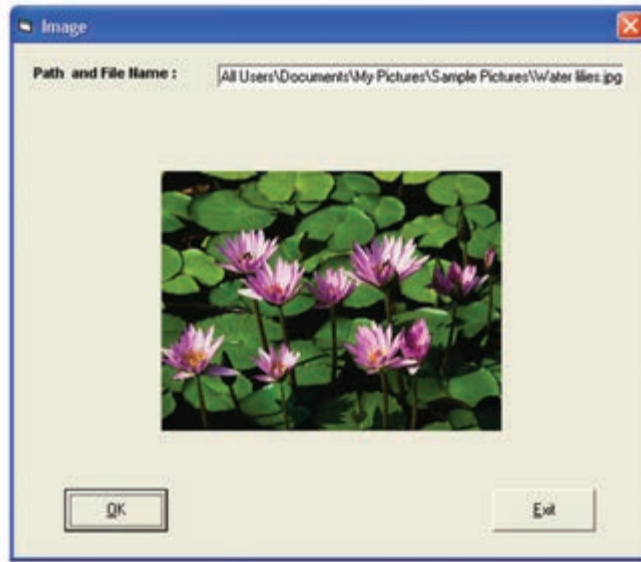 Image
Path and File Name : All Users\Documents\My Pictures\Sample Pictures\Water lilies.jpg
OK
Exit